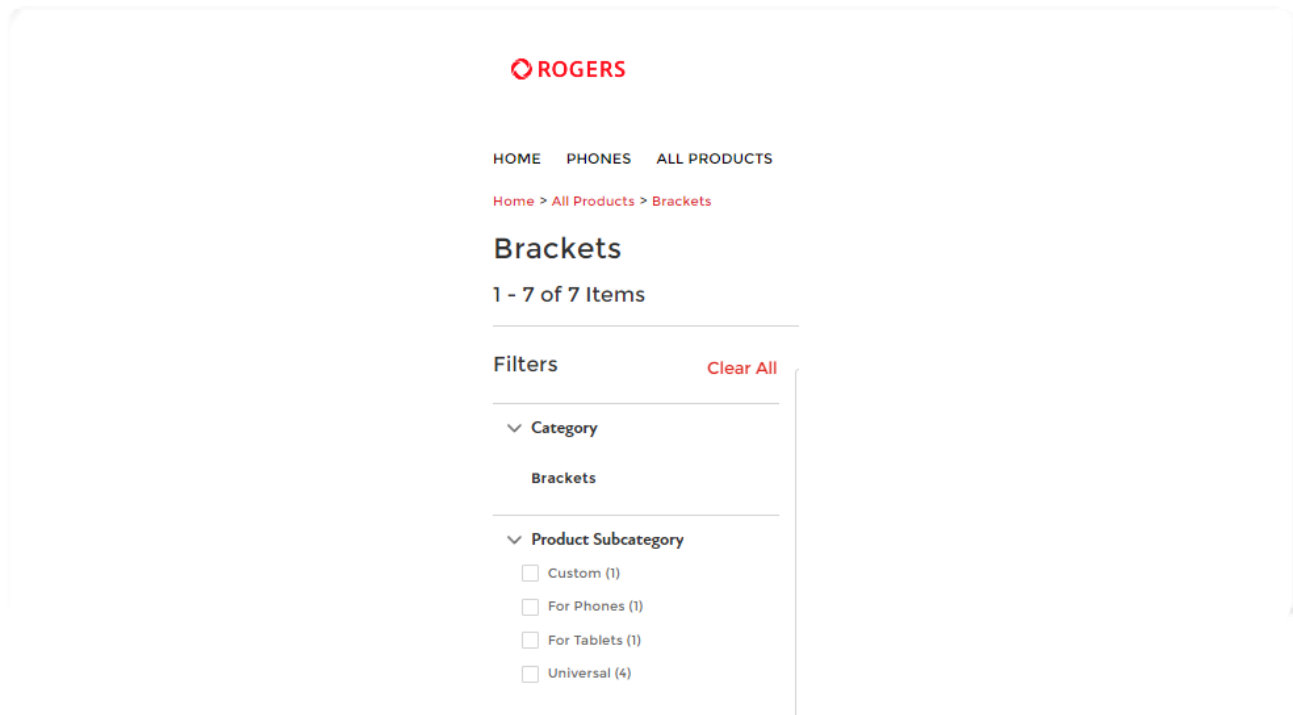 ROGERS
HOME PHONES ALL PRODUCTS
Home > All Products > Brackets
Brackets
1 - 7 of 7 Items
Filters Clear All
Category
Brackets
Product Subcategory
Custom (1)
For Phones (1)
For Tablets (1)
Universal (4)